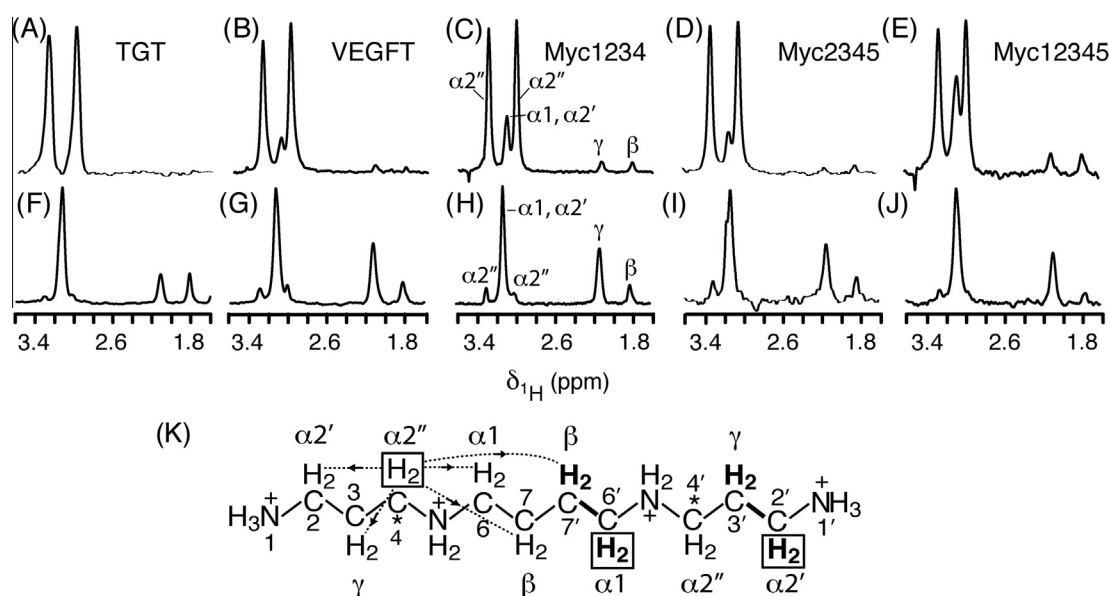 (A) TGT
(B) VEGFT
(C) Myc1234
(D) Myc2345
(E) Myc12345
α2″ α2″
α1, α2′
γ β
(F) (G) (H) (I) (J)
α1, α2′
γ
α2″ α2″ β
3.4 2.6 1.8 3.4 2.6 1.8 3.4 2.6 1.8 3.4 2.6 1.8 3.4 2.6 1.8
δ1H (ppm)
(K)
α2′ α2″ α1 β γ
H2 H2 H2 H2 H2 H2
3 7 6′ 4′ 2′
H3N+ C C C* N+ C C C C N+ C* C C +NH3
1 2 4 6 7′ 3′ 1′
H2 H2 H2 H2 H2 H2
γ β α1 α2″ α2′